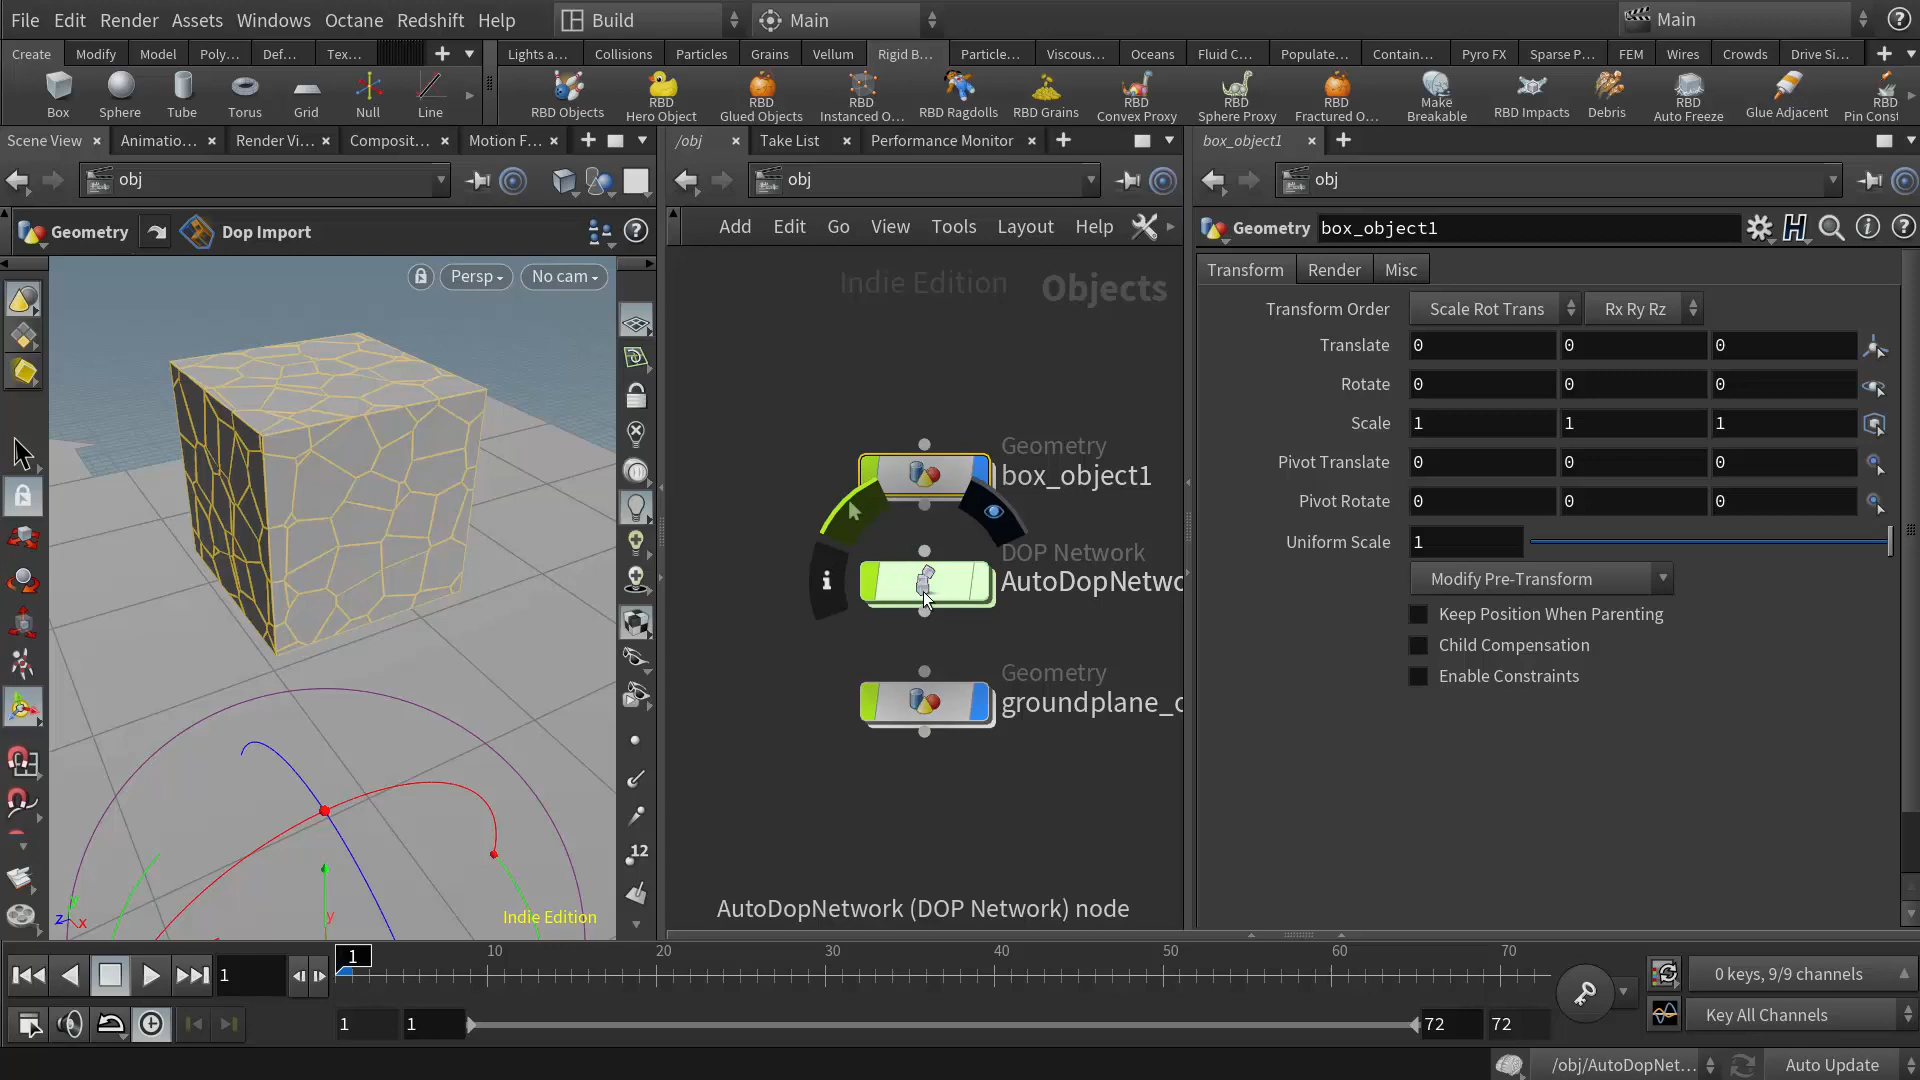 File Edit Render Assets Windows Octane Redshift Help Build Main Main
Create Modify Model Poly... Def... Tex... Lights a... Collisions Particles Grains Vellum Rigid B... Particle... Viscous... Oceans Fluid C... Populate... Contain... Pyro FX Sparse P... FEM Wires Crowds Drive Si...
Box Sphere Tube Torus Grid Null Line RBD Objects RBD Hero Object RBD Glued Objects RBD Instanced O... RBD Ragdolls RBD Grains RBD Convex Proxy RBD Sphere Proxy RBD Fractured O... Make Breakable RBD Impacts Debris RBD Auto Freeze Glue Adjacent RBD Pin Const
Scene View Animatio... Render Vi... Composit... Motion F... /obj Take List Performance Monitor box_object1
obj obj obj
Geometry Dop Import Add Edit Go View Tools Layout Help Geometry box_object1
Persp No cam Indie Edition Objects Transform Render Misc
Transform Order Scale Rot Trans Rx Ry Rz
Translate 0 0 0
Rotate 0 0 0
Scale 1 1 1
Pivot Translate 0 0 0
Pivot Rotate 0 0 0
Uniform Scale 1
Modify Pre-Transform
Keep Position When Parenting
Child Compensation
Enable Constraints
Geometry
box_object1
DOP Network
AutoDopNetwo
Geometry
groundplane_o
12
z x y
y
Indie Edition
AutoDopNetwork (DOP Network) node
1 1 10 20 30 40 50 60 70
0 keys, 9/9 channels
1 1 72 72 Key All Channels
/obj/AutoDopNet... Auto Update